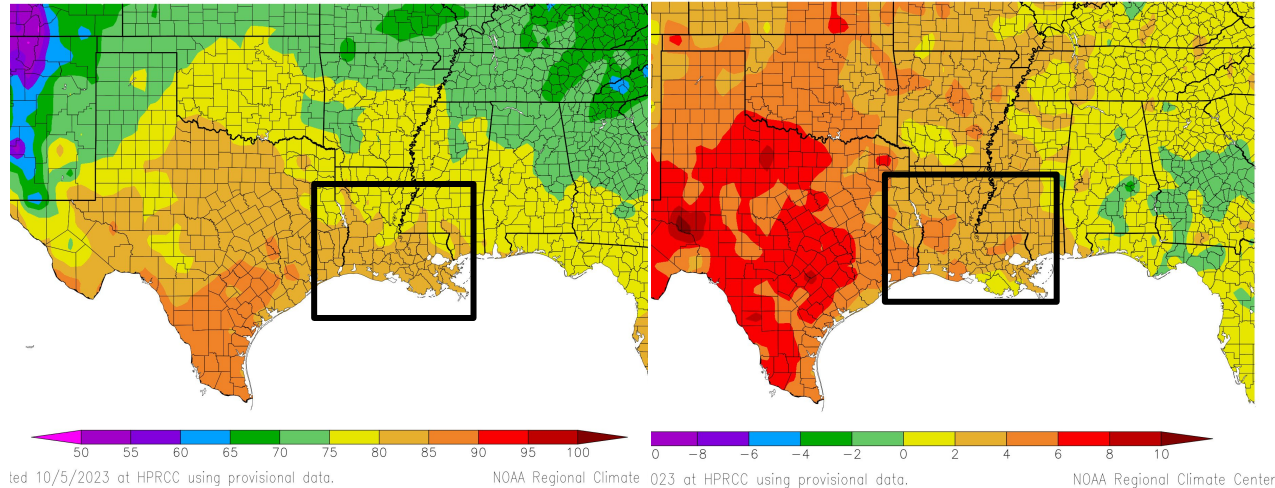 50 55 60 65 70 75 80 85 90 95 100
ted 10/5/2023 at HPRCC using provisional data. NOAA Regional Climate
0 -8 -6 -4 -2 0 2 4 6 8 10
023 at HPRCC using provisional data. NOAA Regional Climate Center